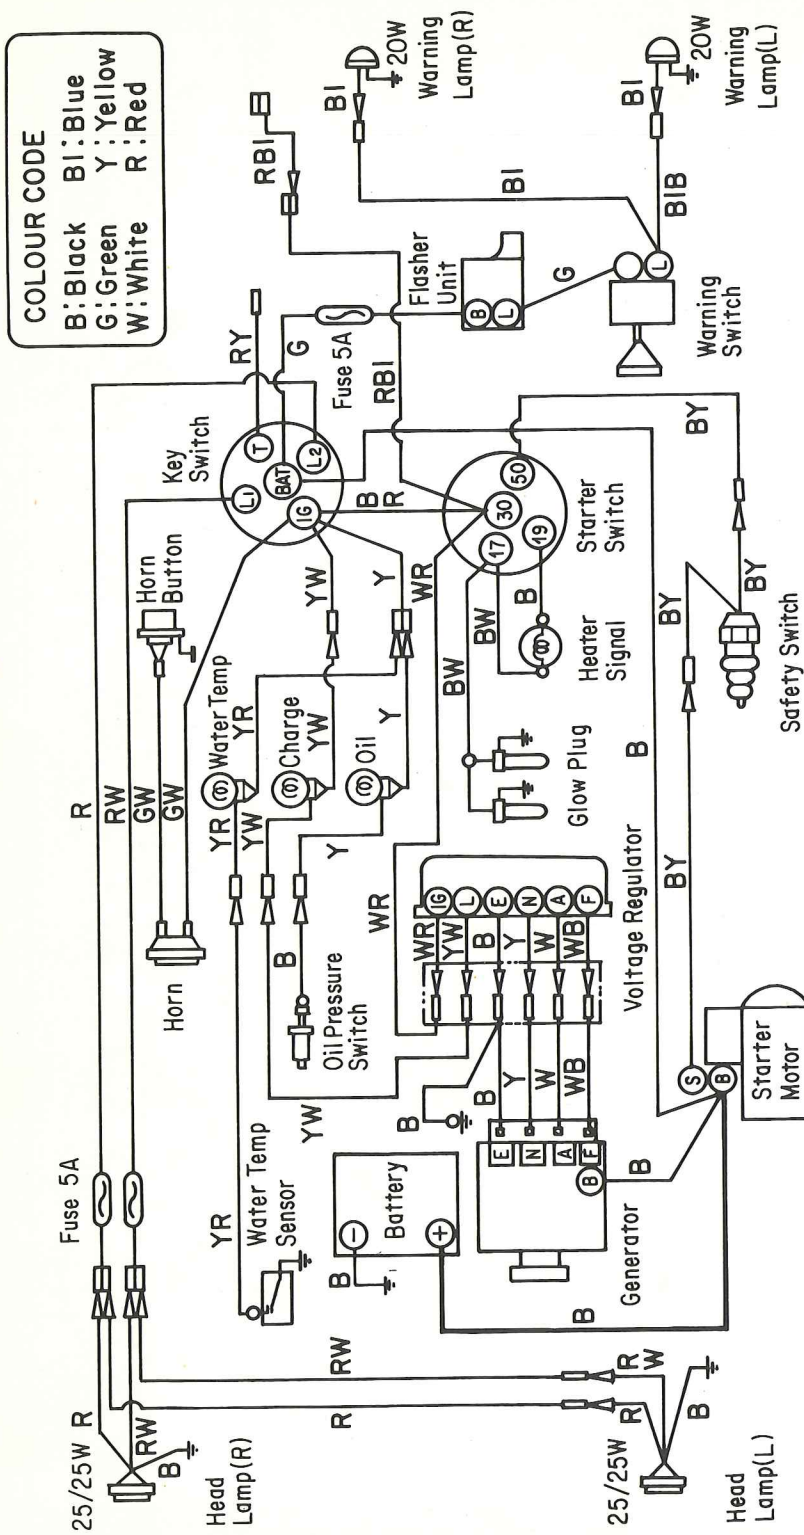 COLOUR CODE
B:Black Bl:Blue
G:Green Y:Yellow
W:White R:Red
Fuse 5A
25/25W
R
RW
B
Head
Lamp(R)
R
RW
GW
GW
Horn
Horn
Button
Key
Switch
L1
T
BAT
L2
IG
RY
G
Fuse 5A
RBl
RBl
YR
Water Temp
Sensor
YR
Water Temp
YR
YW
Charge
YW
YW
Y
Oil
Y
Y
B
Oil Pressure
Switch
YW
WR
WR
B
R
RW
R
B
Battery
−
+
B
WR
YW
B
Y
W
WB
IG
L
E
N
A
F
Voltage Regulator
B
B
Y
W
WB
E
N
A
F
B
Generator
B
BW
BW
B
Glow Plug
Heater
Signal
17
30
50
19
Starter
Switch
Flasher
Unit
B
L
G
Bl
Bl
20W
Warning
Lamp(R)
L
Warning
Switch
BlB
Bl
20W
Warning
Lamp(L)
B
BY
BY
BY
BY
Safety Switch
S
B
Starter
Motor
25/25W
R
R
W
B
Head
Lamp(L)